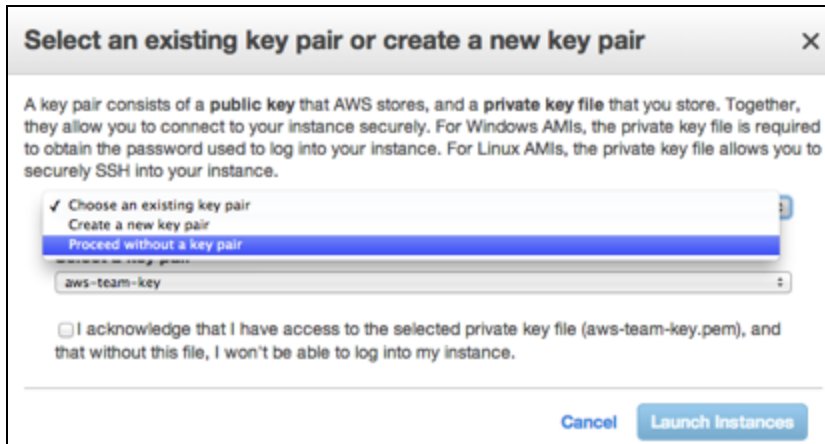 Select an existing key pair or create a new key pair ×
A key pair consists of a public key that AWS stores, and a private key file that you store. Together,
they allow you to connect to your instance securely. For Windows AMIs, the private key file is required
to obtain the password used to log into your instance. For Linux AMIs, the private key file allows you to
securely SSH into your instance.
✓ Choose an existing key pair
Create a new key pair
Proceed without a key pair
Select a key pair
aws-team-key
I acknowledge that I have access to the selected private key file (aws-team-key.pem), and
that without this file, I won't be able to log into my instance.
Cancel Launch Instances